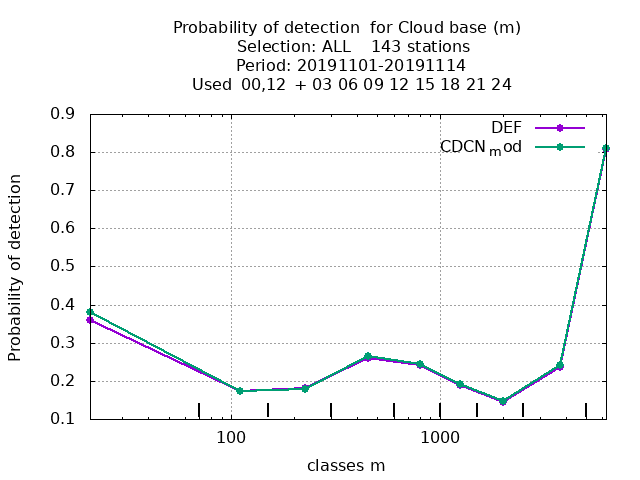 Probability of detection  for Cloud base (m)
Selection: ALL    143 stations
Period: 20191101-20191114
Used  00,12  + 03 06 09 12 15 18 21 24
DEF
CDCNmod
0.9
0.8
0.7
0.6
0.5
0.4
0.3
0.2
0.1
Probability of detection
100 1000
classes m